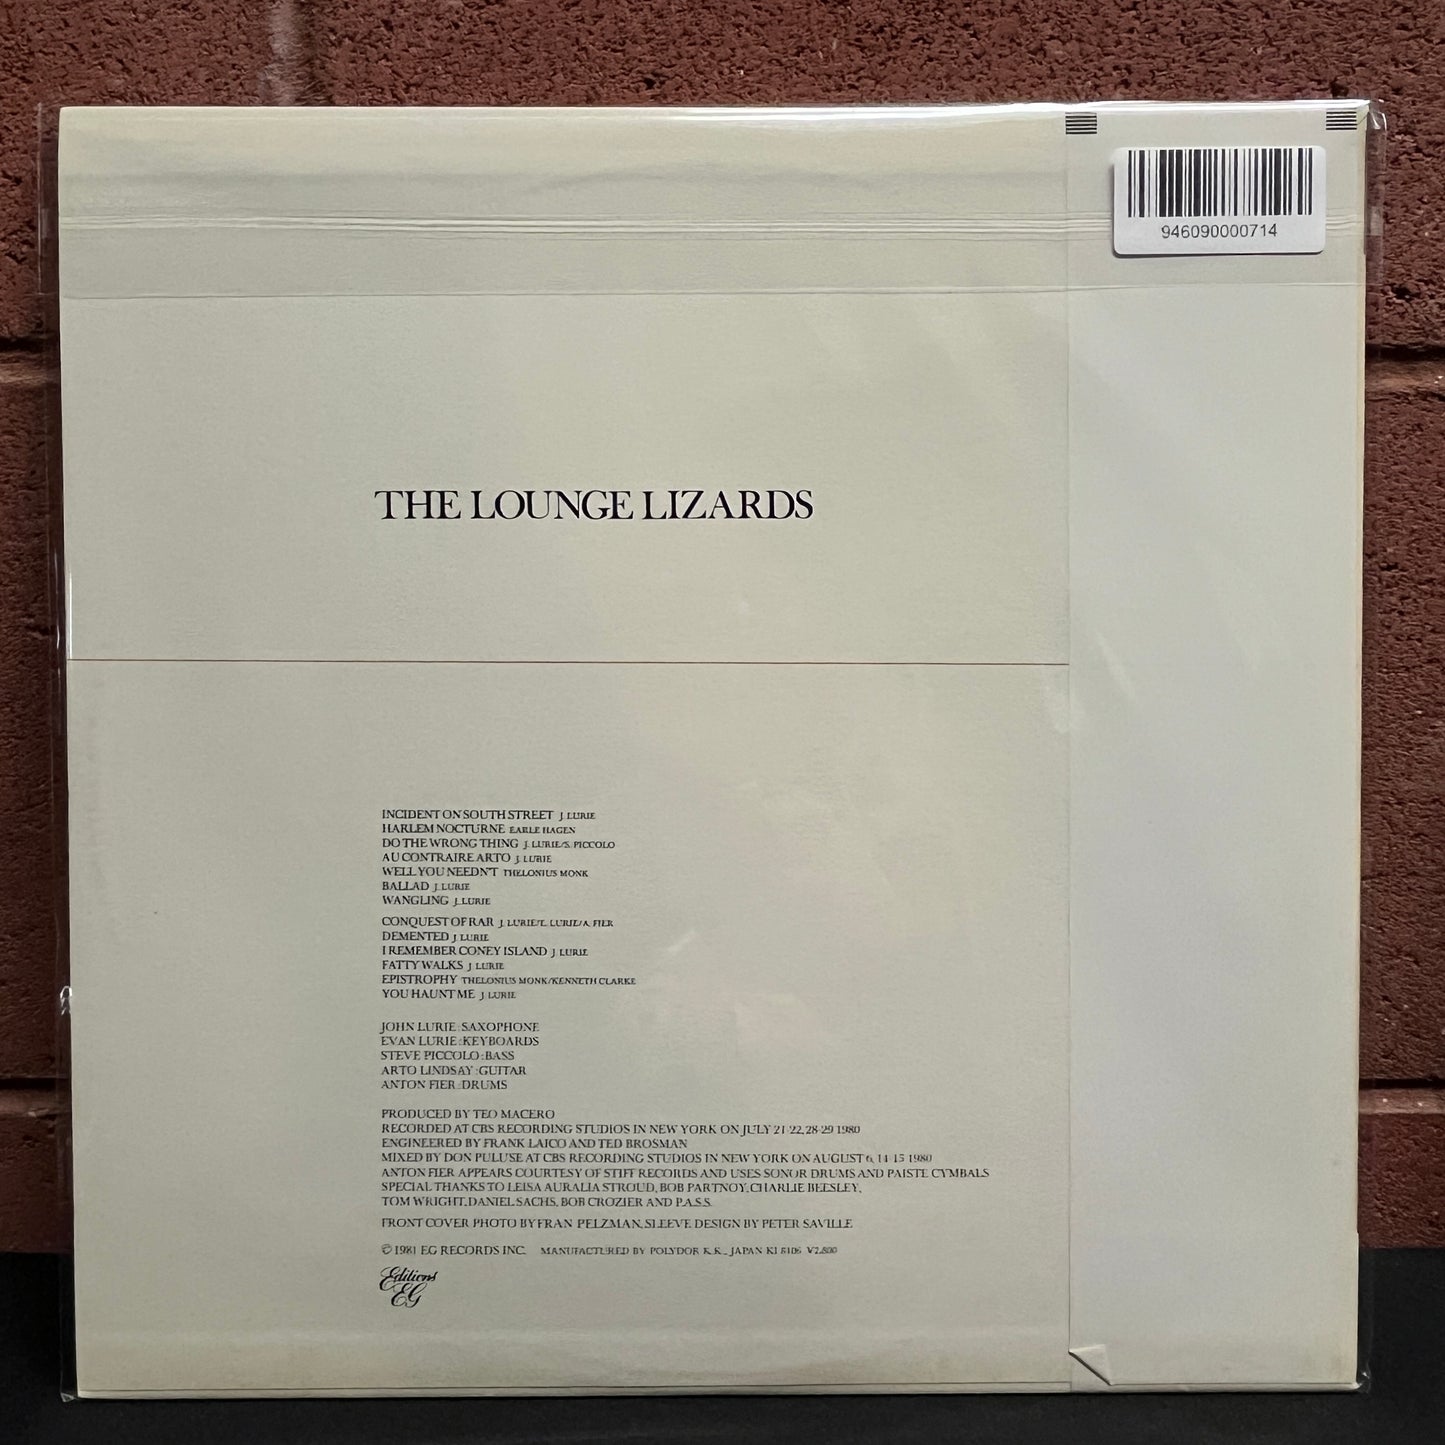 946090000714
THE LOUNGE LIZARDS
INCIDENT ON SOUTH STREET J. LURIE
HARLEM NOCTURNE EARLE HAGEN
DO THE WRONG THING J. LURIE/S. PICCOLO
AU CONTRAIRE ARTO J. LURIE
WELL YOU NEEDN'T THELONIUS MONK
BALLAD J. LURIE
WANGLING J. LURIE
CONQUEST OF RAR J. LURIE/E. LURIE/A. FIER
DEMENTED J. LURIE
I REMEMBER CONEY ISLAND J. LURIE
FATTY WALKS J. LURIE
EPISTROPHY THELONIUS MONK/KENNETH CLARKE
YOU HAUNT ME J. LURIE
JOHN LURIE : SAXOPHONE
EVAN LURIE : KEYBOARDS
STEVE PICCOLO : BASS
ARTO LINDSAY : GUITAR
ANTON FIER : DRUMS
PRODUCED BY TEO MACERO
RECORDED AT CBS RECORDING STUDIOS IN NEW YORK ON JULY 21-22, 28-29 1980
ENGINEERED BY FRANK LAICO AND TED BROSMAN
MIXED BY DON PULUSE AT CBS RECORDING STUDIOS IN NEW YORK ON AUGUST 6, 14-15 1980
ANTON FIER APPEARS COURTESY OF STIFF RECORDS AND USES SONOR DRUMS AND PAISTE CYMBALS
SPECIAL THANKS TO LEISA AURALIA STROUD, BOB PARTNOY, CHARLIE BEESLEY,
TOM WRIGHT, DANIEL SACHS, BOB CROZIER AND P.A.S.S.
FRONT COVER PHOTO BY FRAN PELZMAN, SLEEVE DESIGN BY PETER SAVILLE
℗ 1981 EG RECORDS INC. MANUFACTURED BY POLYDOR K.K., JAPAN KI 8106 ¥2,800
Editions EG